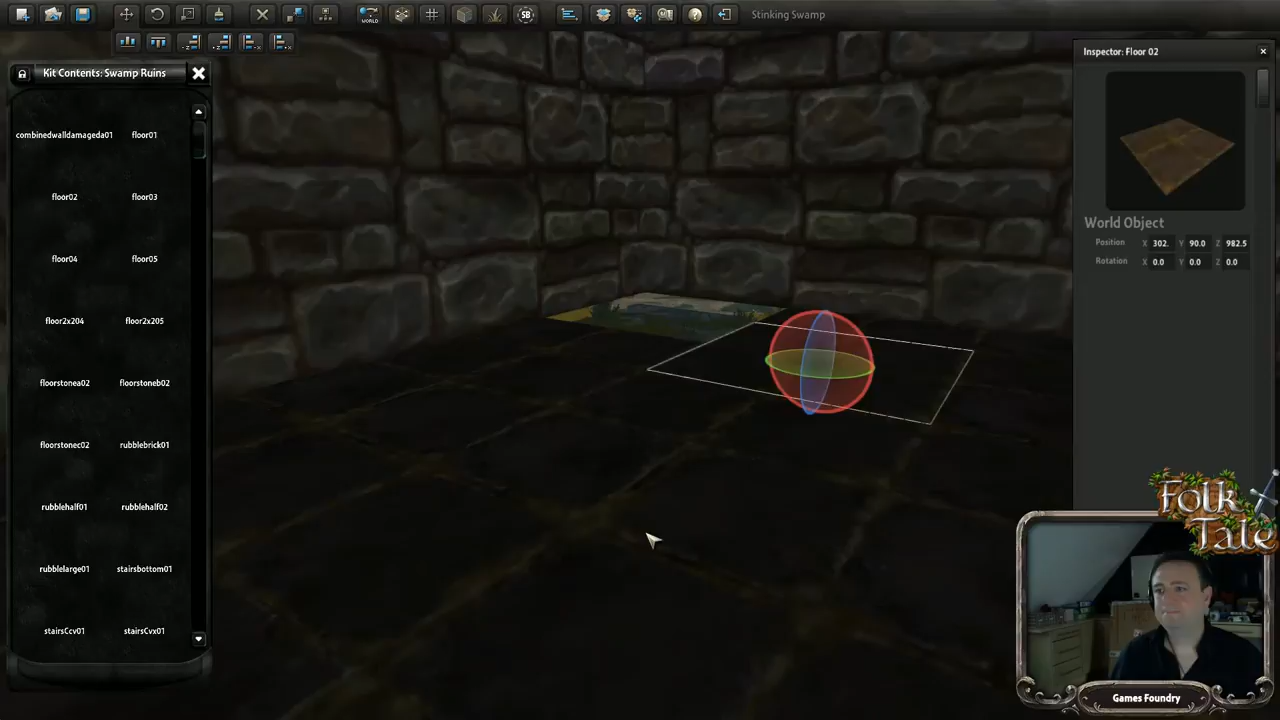 WORLD
SB
Stinking Swamp
Kit Contents: Swamp Ruins
combinedwalldamageda01 floor01
floor02 floor03
floor04 floor05
floor2x204 floor2x205
floorstonea02 floorstoneb02
floorstonec02 rubblebrick01
rubblehalf01 rubblehalf02
rubblelarge01 stairsbottom01
stairsCcv01 stairsCvx01
Inspector: Floor 02
World Object
Position X 302. Y 90.0 Z 982.5
Rotation X 0.0 Y 0.0 Z 0.0
Folk
Tale
Games Foundry